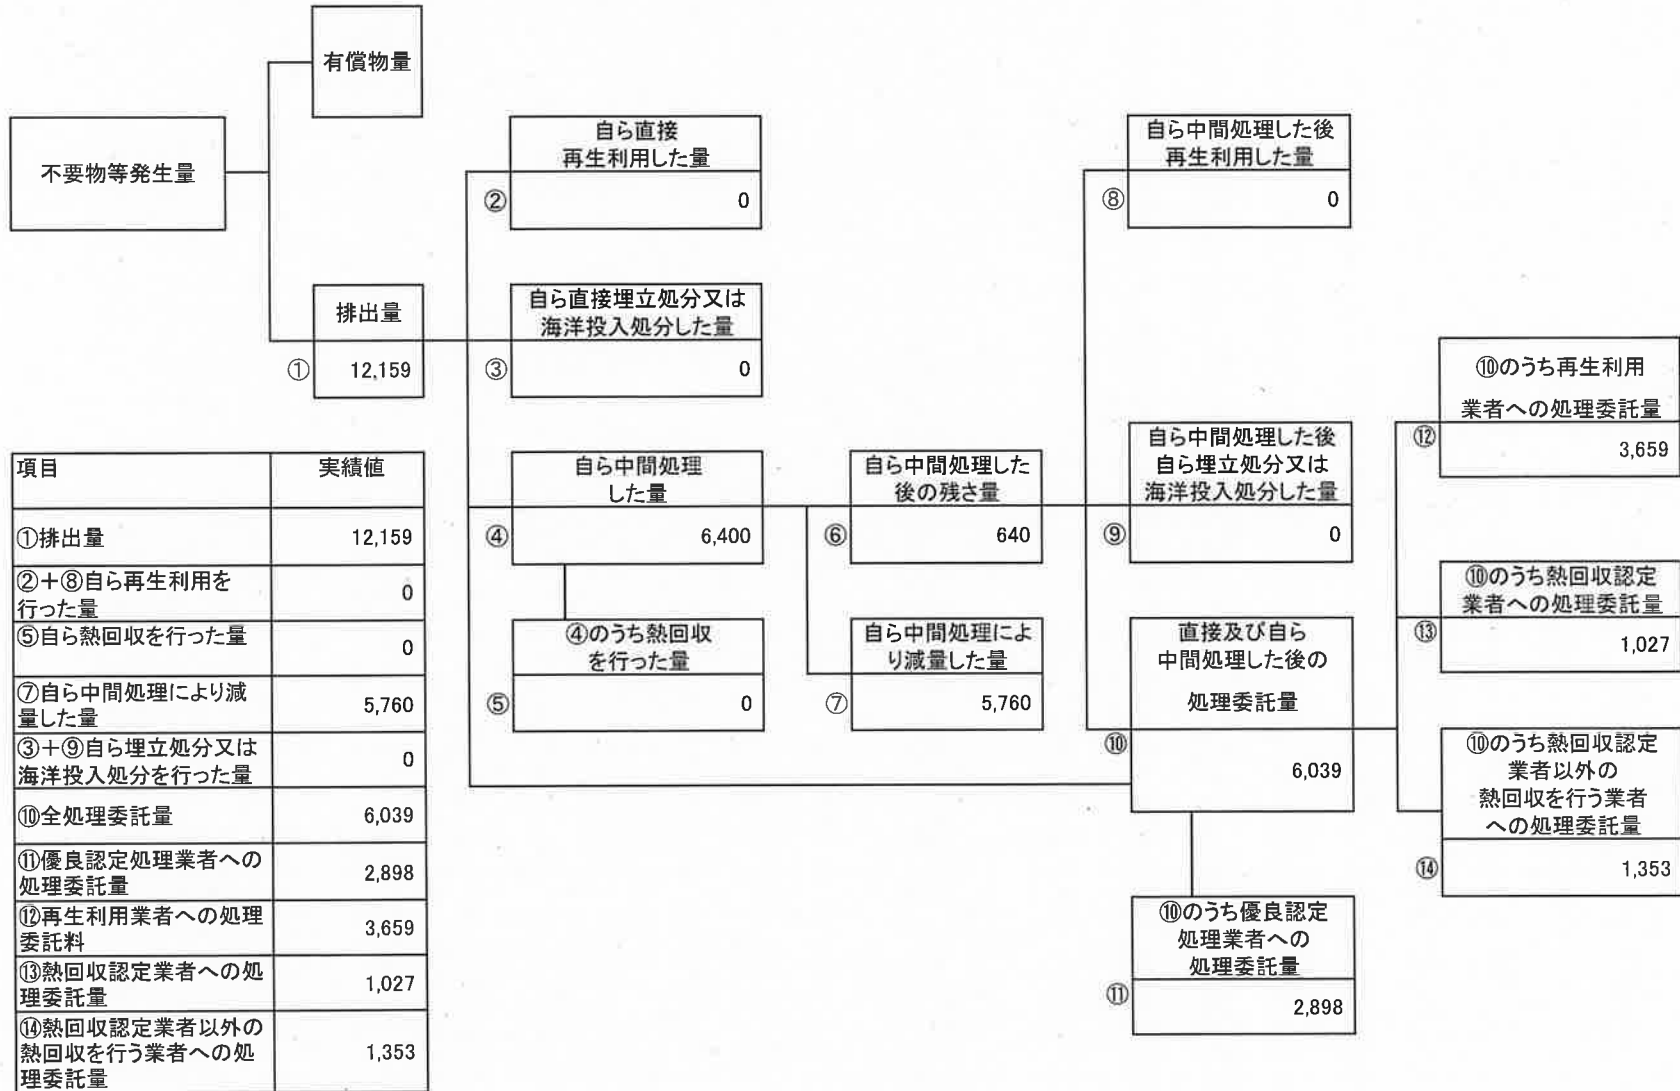 有償物量
不要物等発生量
排出量
①
12,159
自ら直接
再生利用した量
②
0
自ら直接埋立処分又は
海洋投入処分した量
③
0
自ら中間処理
した量
④
6,400
④のうち熱回収
を行った量
⑤
0
自ら中間処理した
後の残さ量
⑥
640
自ら中間処理によ
り減量した量
⑦
5,760
自ら中間処理した後
再生利用した量
⑧
0
自ら中間処理した後
自ら埋立処分又は
海洋投入処分した量
⑨
0
直接及び自ら
中間処理した後の
処理委託量
⑩
6,039
⑩のうち優良認定
処理業者への
処理委託量
⑪
2,898
⑩のうち再生利用
業者への処理委託量
⑫
3,659
⑩のうち熱回収認定
業者への処理委託量
⑬
1,027
⑩のうち熱回収認定
業者以外の
熱回収を行う業者
への処理委託量
⑭
1,353
項目 実績値
①排出量 12,159
②+⑧自ら再生利用を
行った量 0
⑤自ら熱回収を行った量 0
⑦自ら中間処理により減
量した量 5,760
③+⑨自ら埋立処分又は
海洋投入処分を行った量 0
⑩全処理委託量 6,039
⑪優良認定処理業者への
処理委託量 2,898
⑫再生利用業者への処理
委託料 3,659
⑬熱回収認定業者への処
理委託量 1,027
⑭熱回収認定業者以外の
熱回収を行う業者への処
理委託量 1,353